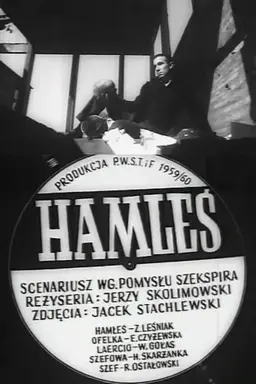 PRODUKCJA P.W.S.T.iF 1959/60
HAMLEŚ
SCENARIUSZ WG. POMYSŁU SZEKSPIRA
REŻYSERIA: JERZY SKOLIMOWSKI
ZDJĘCIA: JACEK STACHLEWSKI
HAMLEŚ-Z. LEŚNIAK
OFELKA-E. CZYŻEWSKA
LAERCIO-W. GOŁAS
SZEFOWA-H. SKARŻANKA
SZEF-R. OSTAŁOWSKI